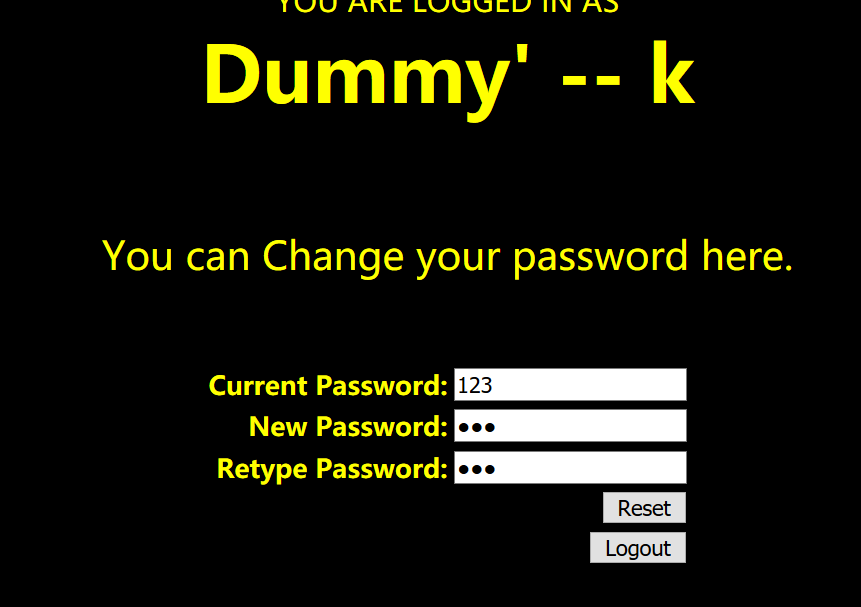 YOU ARE LOGGED IN AS
Dummy' -- k
You can Change your password here.
Current Password: 123
New Password: •••
Retype Password: •••
Reset
Logout